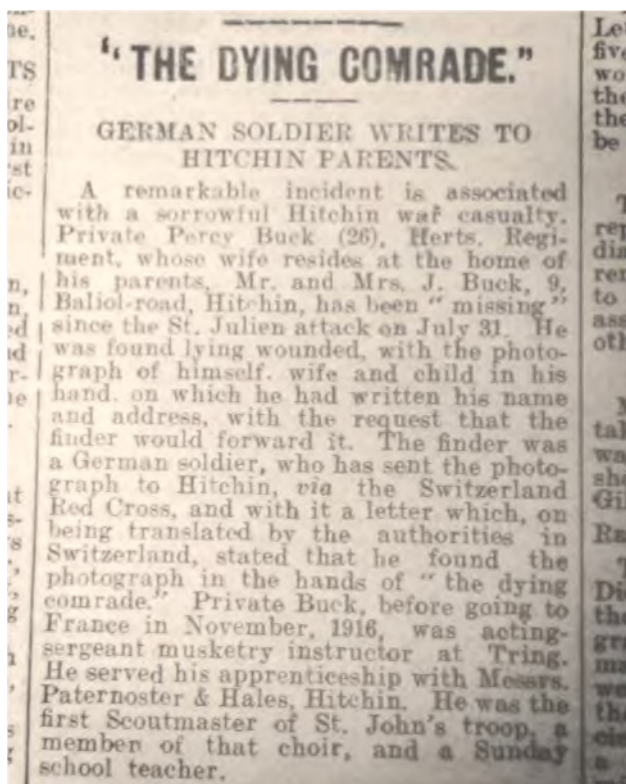 "THE DYING COMRADE."
GERMAN SOLDIER WRITES TO
HITCHIN PARENTS.
A remarkable incident is associated
with a sorrowful Hitchin war casualty.
Private Percy Buck (26), Herts. Regi-
ment, whose wife resides at the home of
his parents, Mr. and Mrs. J. Buck, 9,
Baliol-road, Hitchin, has been "missing"
since the St. Julien attack on July 31. He
was found lying wounded, with the photo-
graph of himself, wife and child in his
hand, on which he had written his name
and address, with the request that the
finder would forward it. The finder was
a German soldier, who has sent the photo-
graph to Hitchin, via the Switzerland
Red Cross, and with it a letter which, on
being translated by the authorities in
Switzerland, stated that he found the
photograph in the hands of "the dying
comrade." Private Buck, before going to
France in November, 1916, was acting-
sergeant musketry instructor at Tring.
He served his apprenticeship with Messrs.
Paternoster & Hales, Hitchin. He was the
first Scoutmaster of St. John's troop, a
member of that choir, and a Sunday
school teacher.